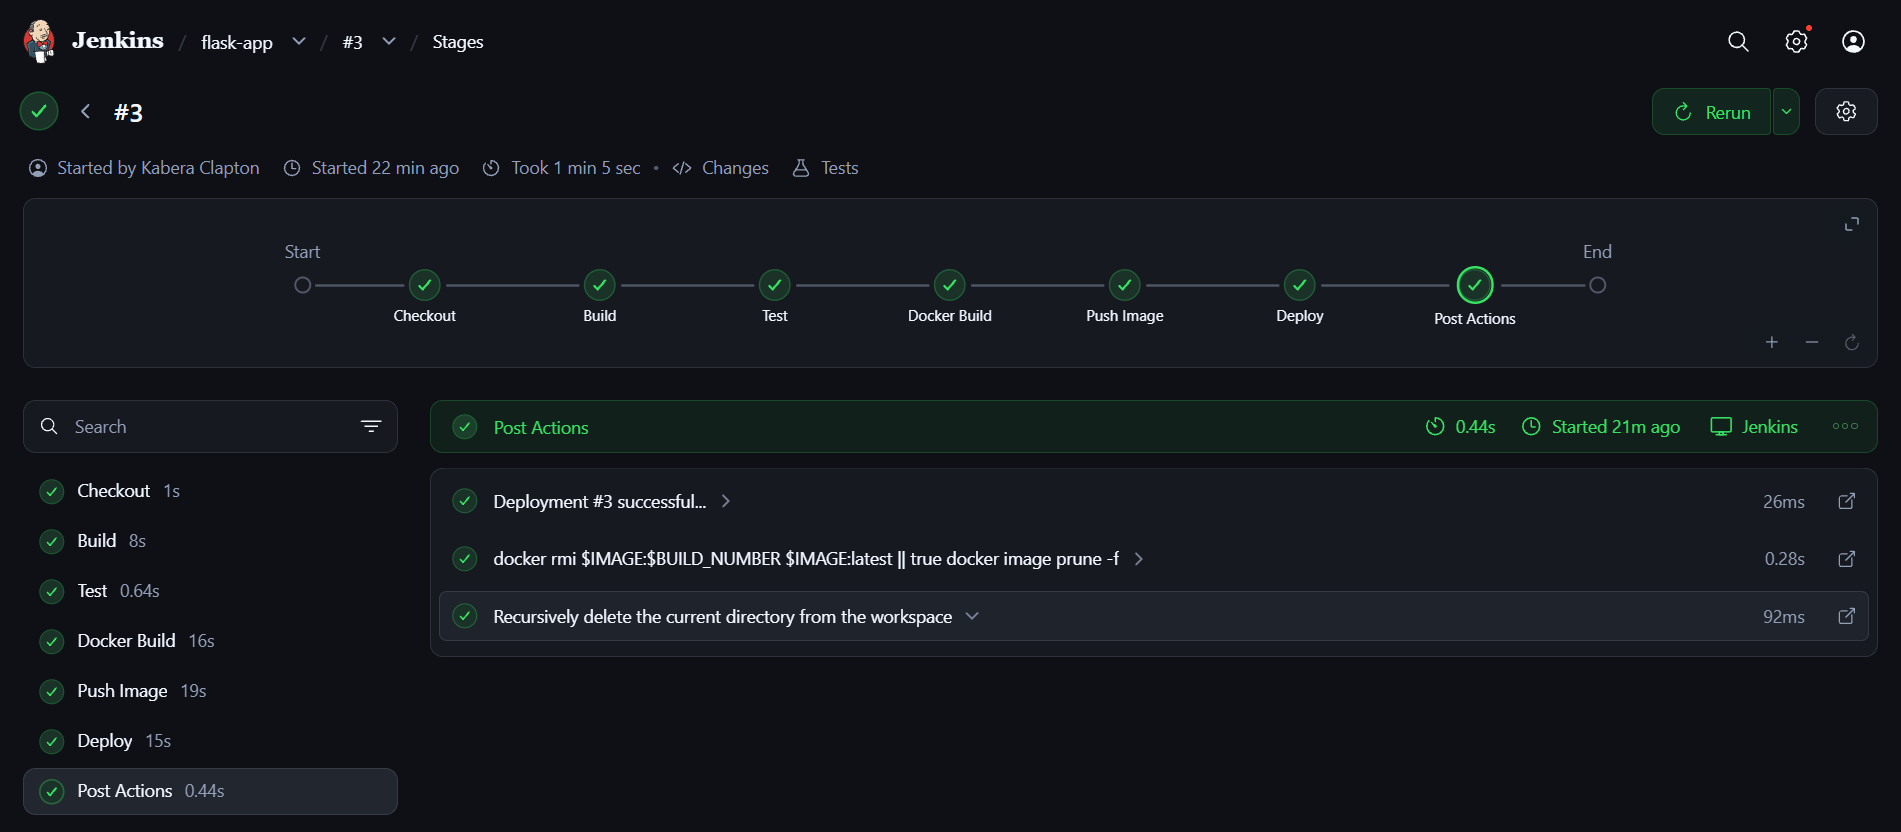 Jenkins / flask-app / #3 / Stages
#3
Rerun
Started by Kabera Clapton Started 22 min ago Took 1 min 5 sec • Changes Tests
Start
End
Checkout
Build
Test
Docker Build
Push Image
Deploy
Post Actions
Search
Checkout 1s
Build 8s
Test 0.64s
Docker Build 16s
Push Image 19s
Deploy 15s
Post Actions 0.44s
Post Actions 0.44s Started 21m ago Jenkins
Deployment #3 successful... 26ms
docker rmi $IMAGE:$BUILD_NUMBER $IMAGE:latest || true docker image prune -f 0.28s
Recursively delete the current directory from the workspace 92ms